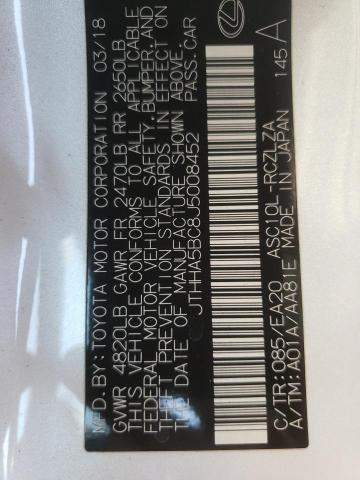 MFD.BY:TOYOTA MOTOR CORPORATION 03/18
GVWR 4820LB GAWR FR 2470LB RR 2650LB
THIS VEHICLE CONFORMS TO ALL APPLICABLE
FEDERAL MOTOR VEHICLE SAFETY,BUMPER,AND
THEFT PREVENTION STANDARDS IN EFFECT ON
THE DATE OF MANUFACTURE SHOWN ABOVE.
JTHHA5BC8J5008452 PASS.CAR
C/TR:085/EA20 ASC10L-RCZLZA
A/TM:A01A/AA81E MADE IN JAPAN 145 A